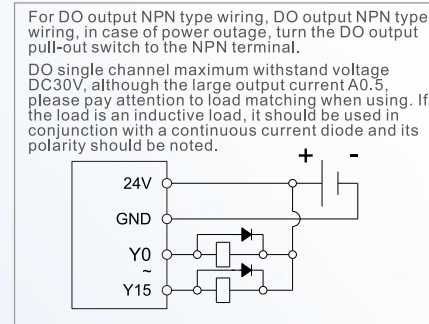 For DO output NPN type wiring, DO output NPN type
wiring, in case of power outage, turn the DO output
pull-out switch to the NPN terminal.
DO single channel maximum withstand voltage
DC30V, although the large output current A0.5,
please pay attention to load matching when using. If
the load is an inductive load, it should be used in
conjunction with a continuous current diode and its
polarity should be noted.
+ -
24V
GND
Y0
~
Y15